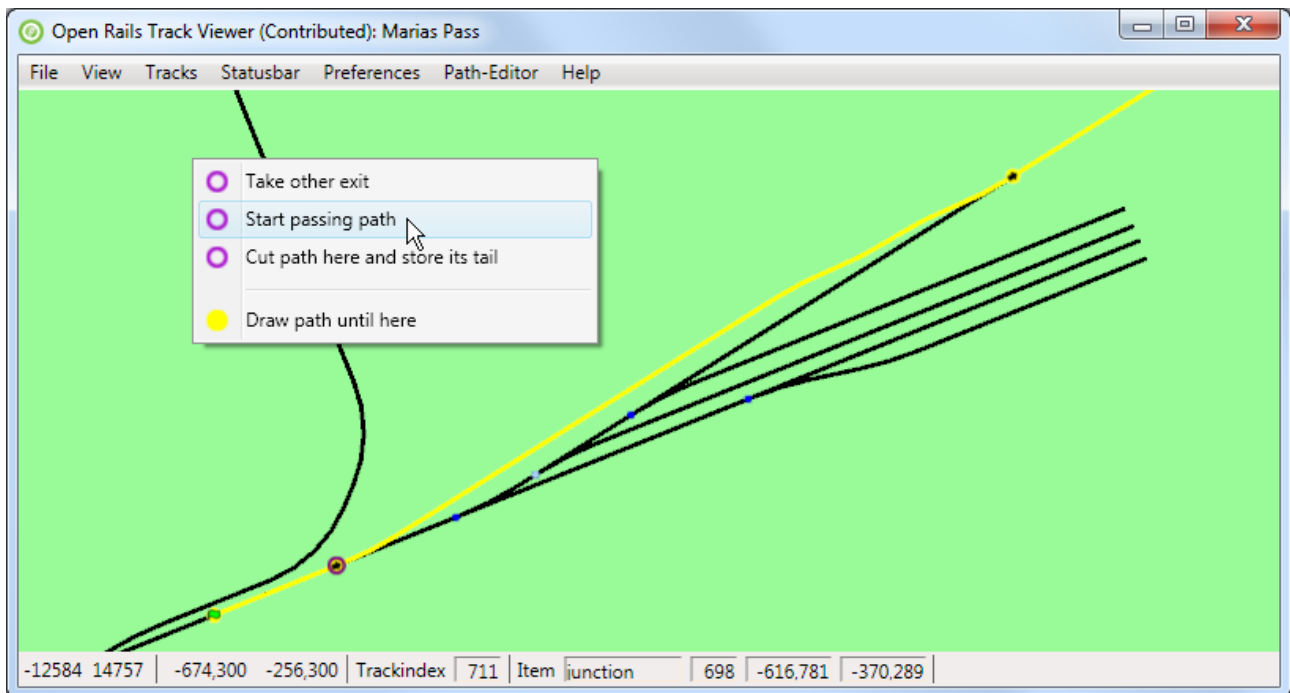 Open Rails Track Viewer (Contributed): Marias Pass
File View Tracks Statusbar Preferences Path-Editor Help
Take other exit
Start passing path
Cut path here and store its tail
Draw path until here
-12584 14757 -674,300 -256,300 Trackindex 711 Item junction 698 -616,781 -370,289